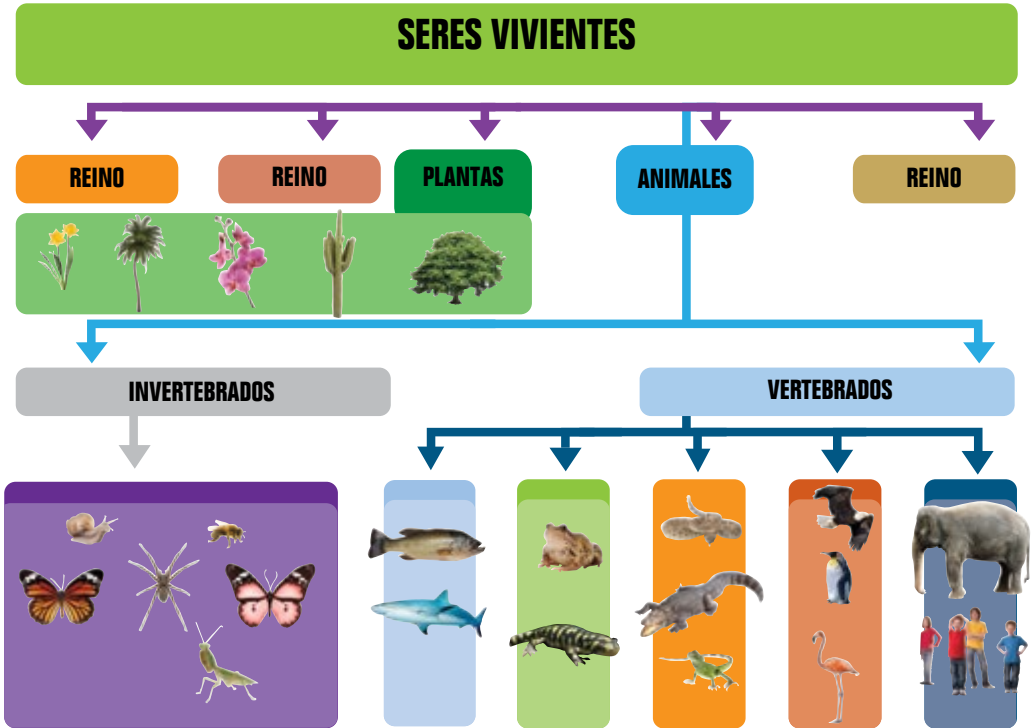 SERES VIVIENTES
REINO
REINO
PLANTAS
ANIMALES
REINO
INVERTEBRADOS
VERTEBRADOS